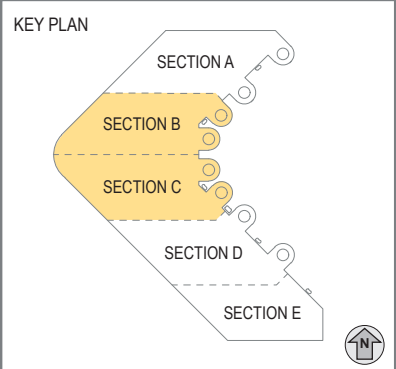 KEY PLAN
SECTION A
SECTION B
SECTION C
SECTION D
SECTION E
N